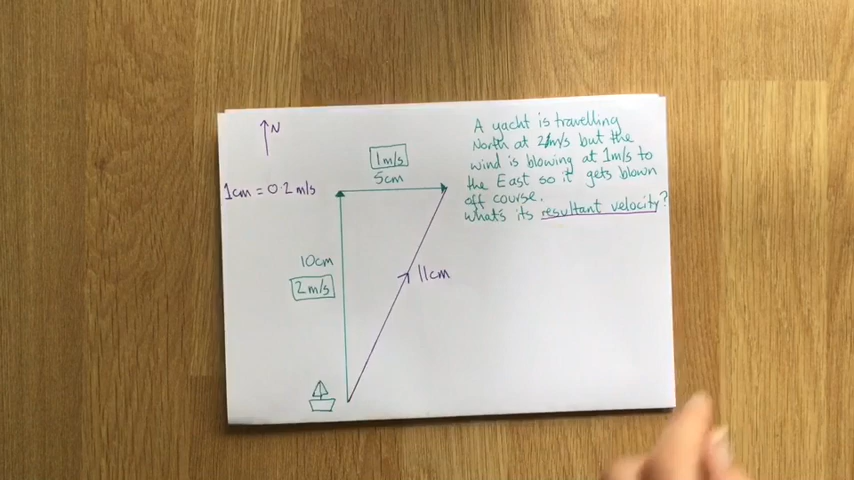 N
1cm = 0.2 m/s
1m/s
5cm
10cm
2m/s
11cm
A yacht is travelling
North at 2m/s but the
wind is blowing at 1m/s to
the East so it gets blown
off course.
What's its resultant velocity?